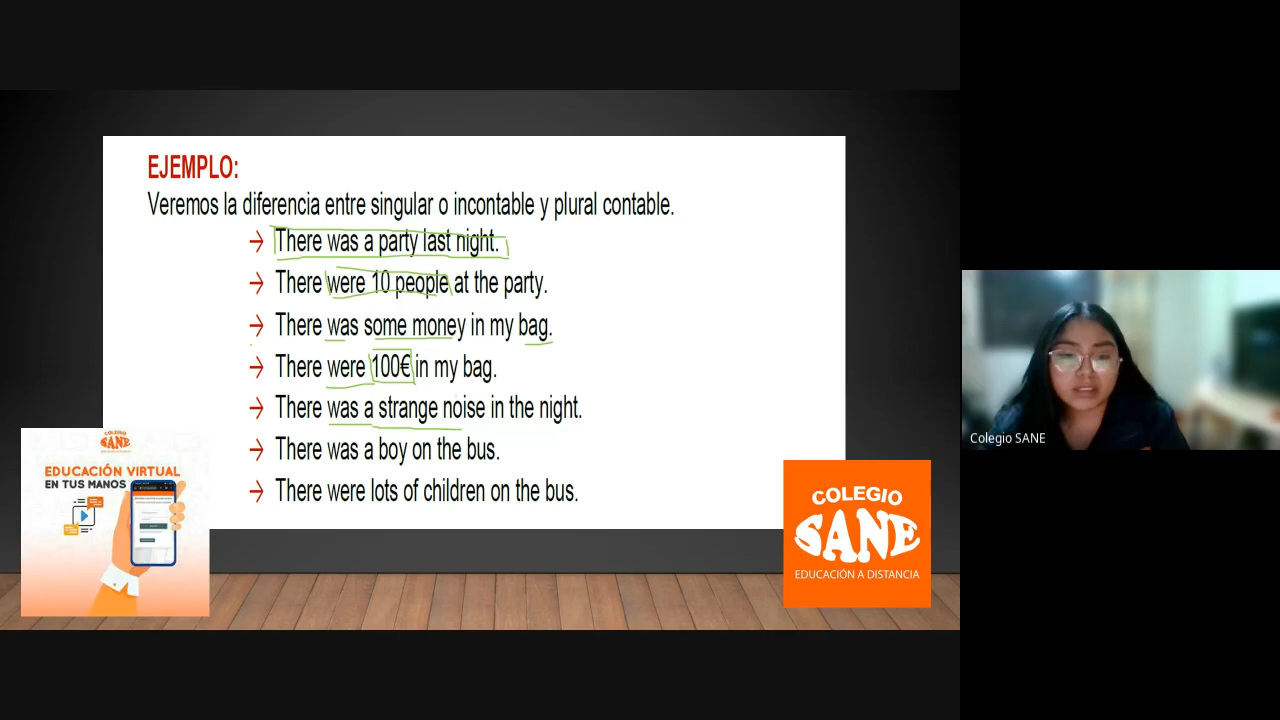 EJEMPLO:
Veremos la diferencia entre singular o incontable y plural contable.
→ There was a party last night.
→ There were 10 people at the party.
→ There was some money in my bag.
→ There were 100€ in my bag.
→ There was a strange noise in the night.
→ There was a boy on the bus.
→ There were lots of children on the bus.
SANE
EDUCACIÓN VIRTUAL
EN TUS MANOS
COLEGIO
SANE
EDUCACIÓN A DISTANCIA
Colegio SANE